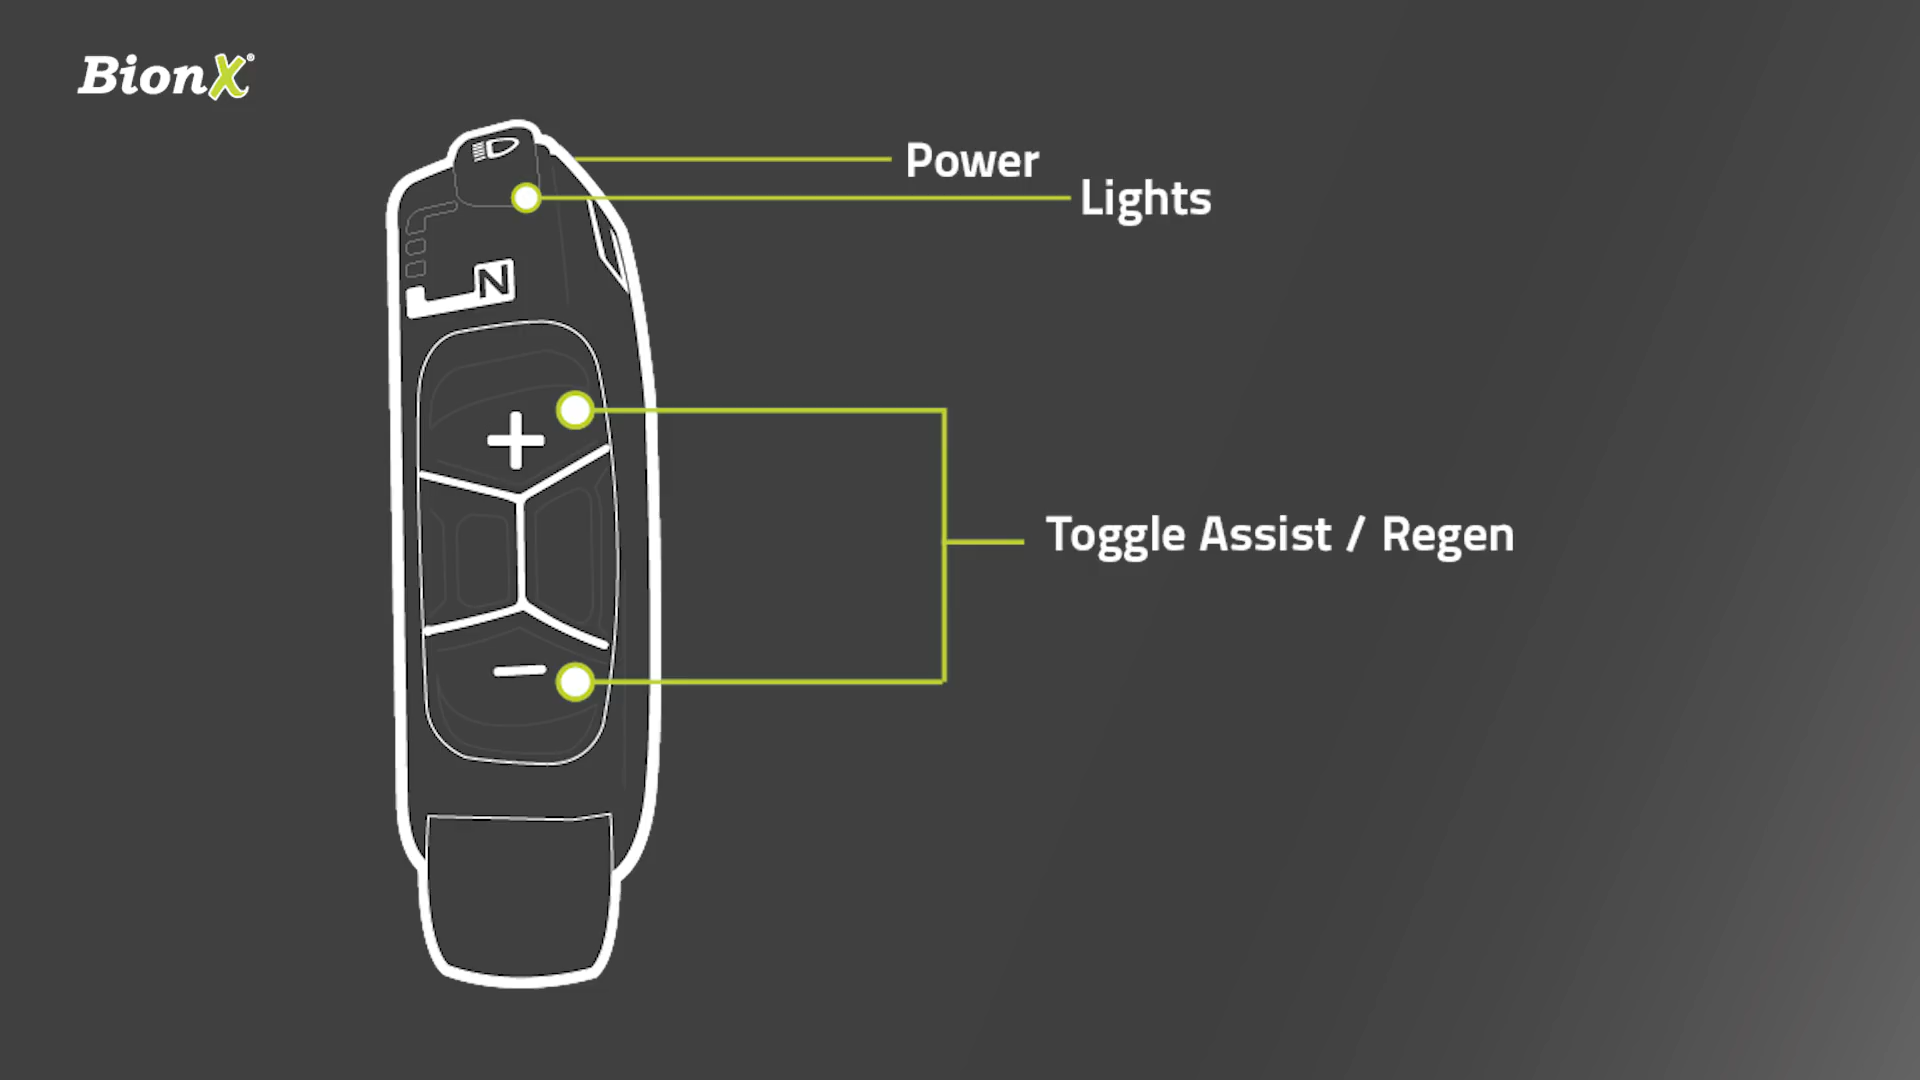 BionX®
Power
Lights
N
+
Toggle Assist / Regen
−